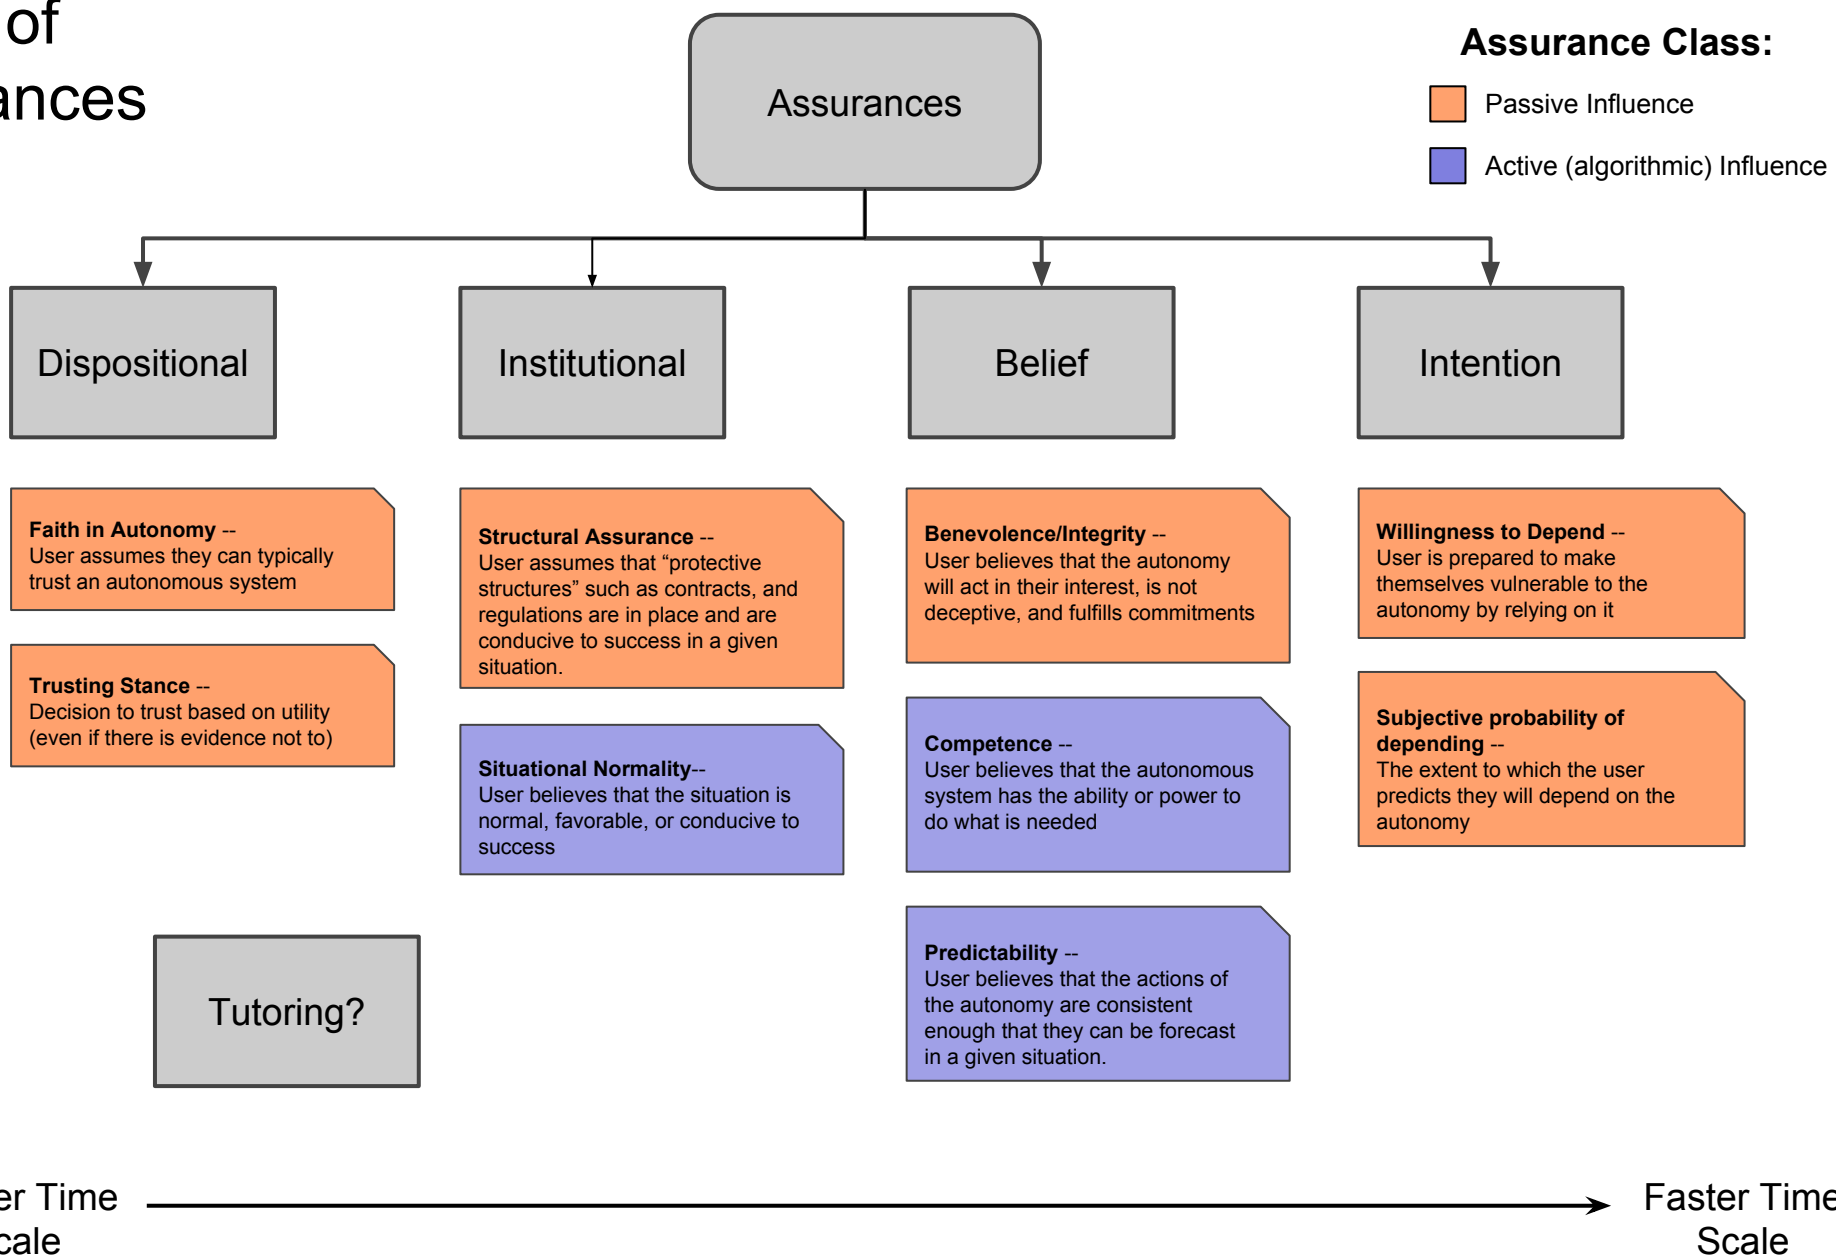 of
ances
Assurances
Assurance Class:
Passive Influence
Active (algorithmic) Influence
Dispositional
Institutional
Belief
Intention
Faith in Autonomy --
User assumes they can typically
trust an autonomous system
Trusting Stance --
Decision to trust based on utility
(even if there is evidence not to)
Structural Assurance --
User assumes that “protective
structures” such as contracts, and
regulations are in place and are
conducive to success in a given
situation.
Situational Normality--
User believes that the situation is
normal, favorable, or conducive to
success
Benevolence/Integrity --
User believes that the autonomy
will act in their interest, is not
deceptive, and fulfills commitments
Competence --
User believes that the autonomous
system has the ability or power to
do what is needed
Predictability --
User believes that the actions of
the autonomy are consistent
enough that they can be forecast
in a given situation.
Willingness to Depend --
User is prepared to make
themselves vulnerable to the
autonomy by relying on it
Subjective probability of
depending --
The extent to which the user
predicts they will depend on the
autonomy
Tutoring?
er Time
cale
Faster Time
Scale